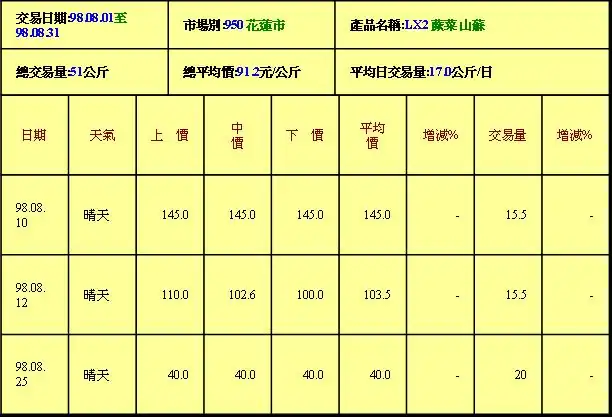 交易日期:98.08.01至 市場別:950 花蓮市 產品名稱:LX2 蕨菜 山蘇
98.08.31
總交易量:51公斤 總平均價:91.2元/公斤 平均日交易量:17.0公斤/日
日期 天氣 上 價 中 下 價 平均 增減% 交易量 增減%
價 價
98.08. 晴天 145.0 145.0 145.0 145.0 - 15.5 -
10
98.08. 晴天 110.0 102.6 100.0 103.5 - 15.5 -
12
98.08. 晴天 40.0 40.0 40.0 40.0 - 20 -
25